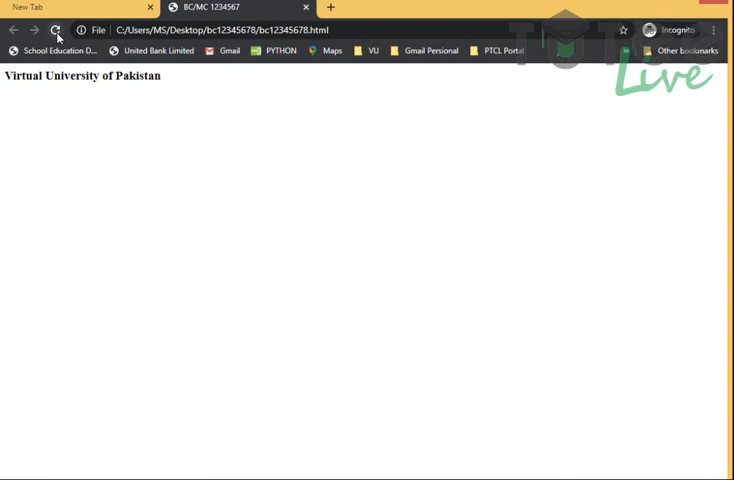 New Tab
BC/MC 1234567
File
C:/Users/MS/Desktop/bc12345678/bc12345678.html
Incognito
School Education D...
United Bank Limited
Gmail
PYTHON
Maps
VU
Gmail Personal
PTCL Portal
Other bookmarks
Virtual University of Pakistan
Live